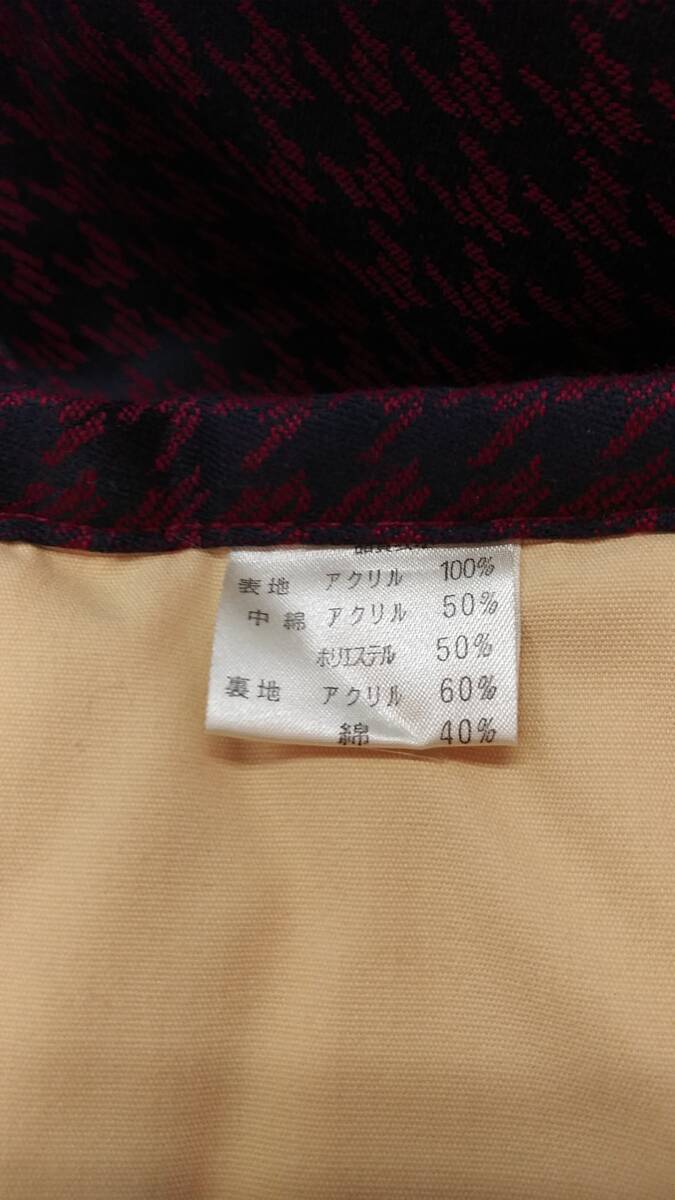 表地 アクリル 100%
中綿 アクリル 50%
ポリエステル 50%
裏地 アクリル 60%
綿 40%